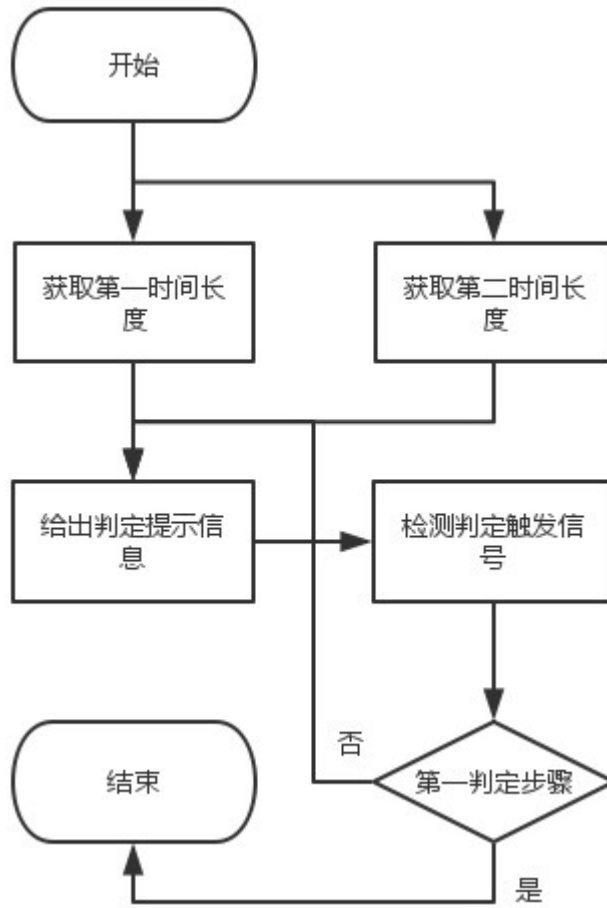 开始
获取第一时间长
度
获取第二时间长
度
给出判定提示信
息
检测判定触发信
号
否
结束
第一判定步骤
是